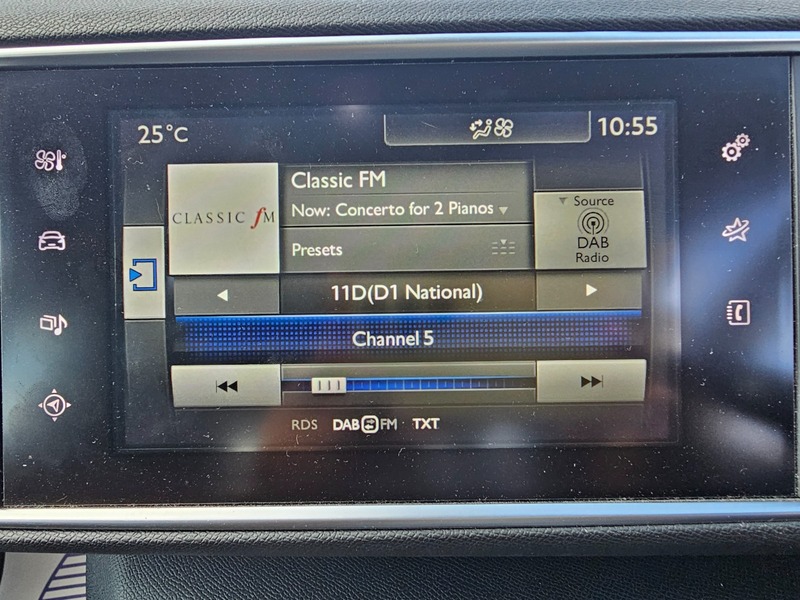 25°C
10:55
CLASSIC fM
Classic FM
Now: Concerto for 2 Pianos
Source
DAB
Radio
Presets
11D(D1 National)
Channel 5
RDS DAB FM TXT